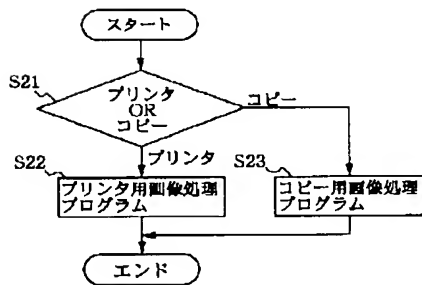 スタート
S21
プリンタ
OR
コピー
コピー
プリンタ
S22
プリンタ用画像処理
プログラム
S23
コピー用画像処理
プログラム
エンド